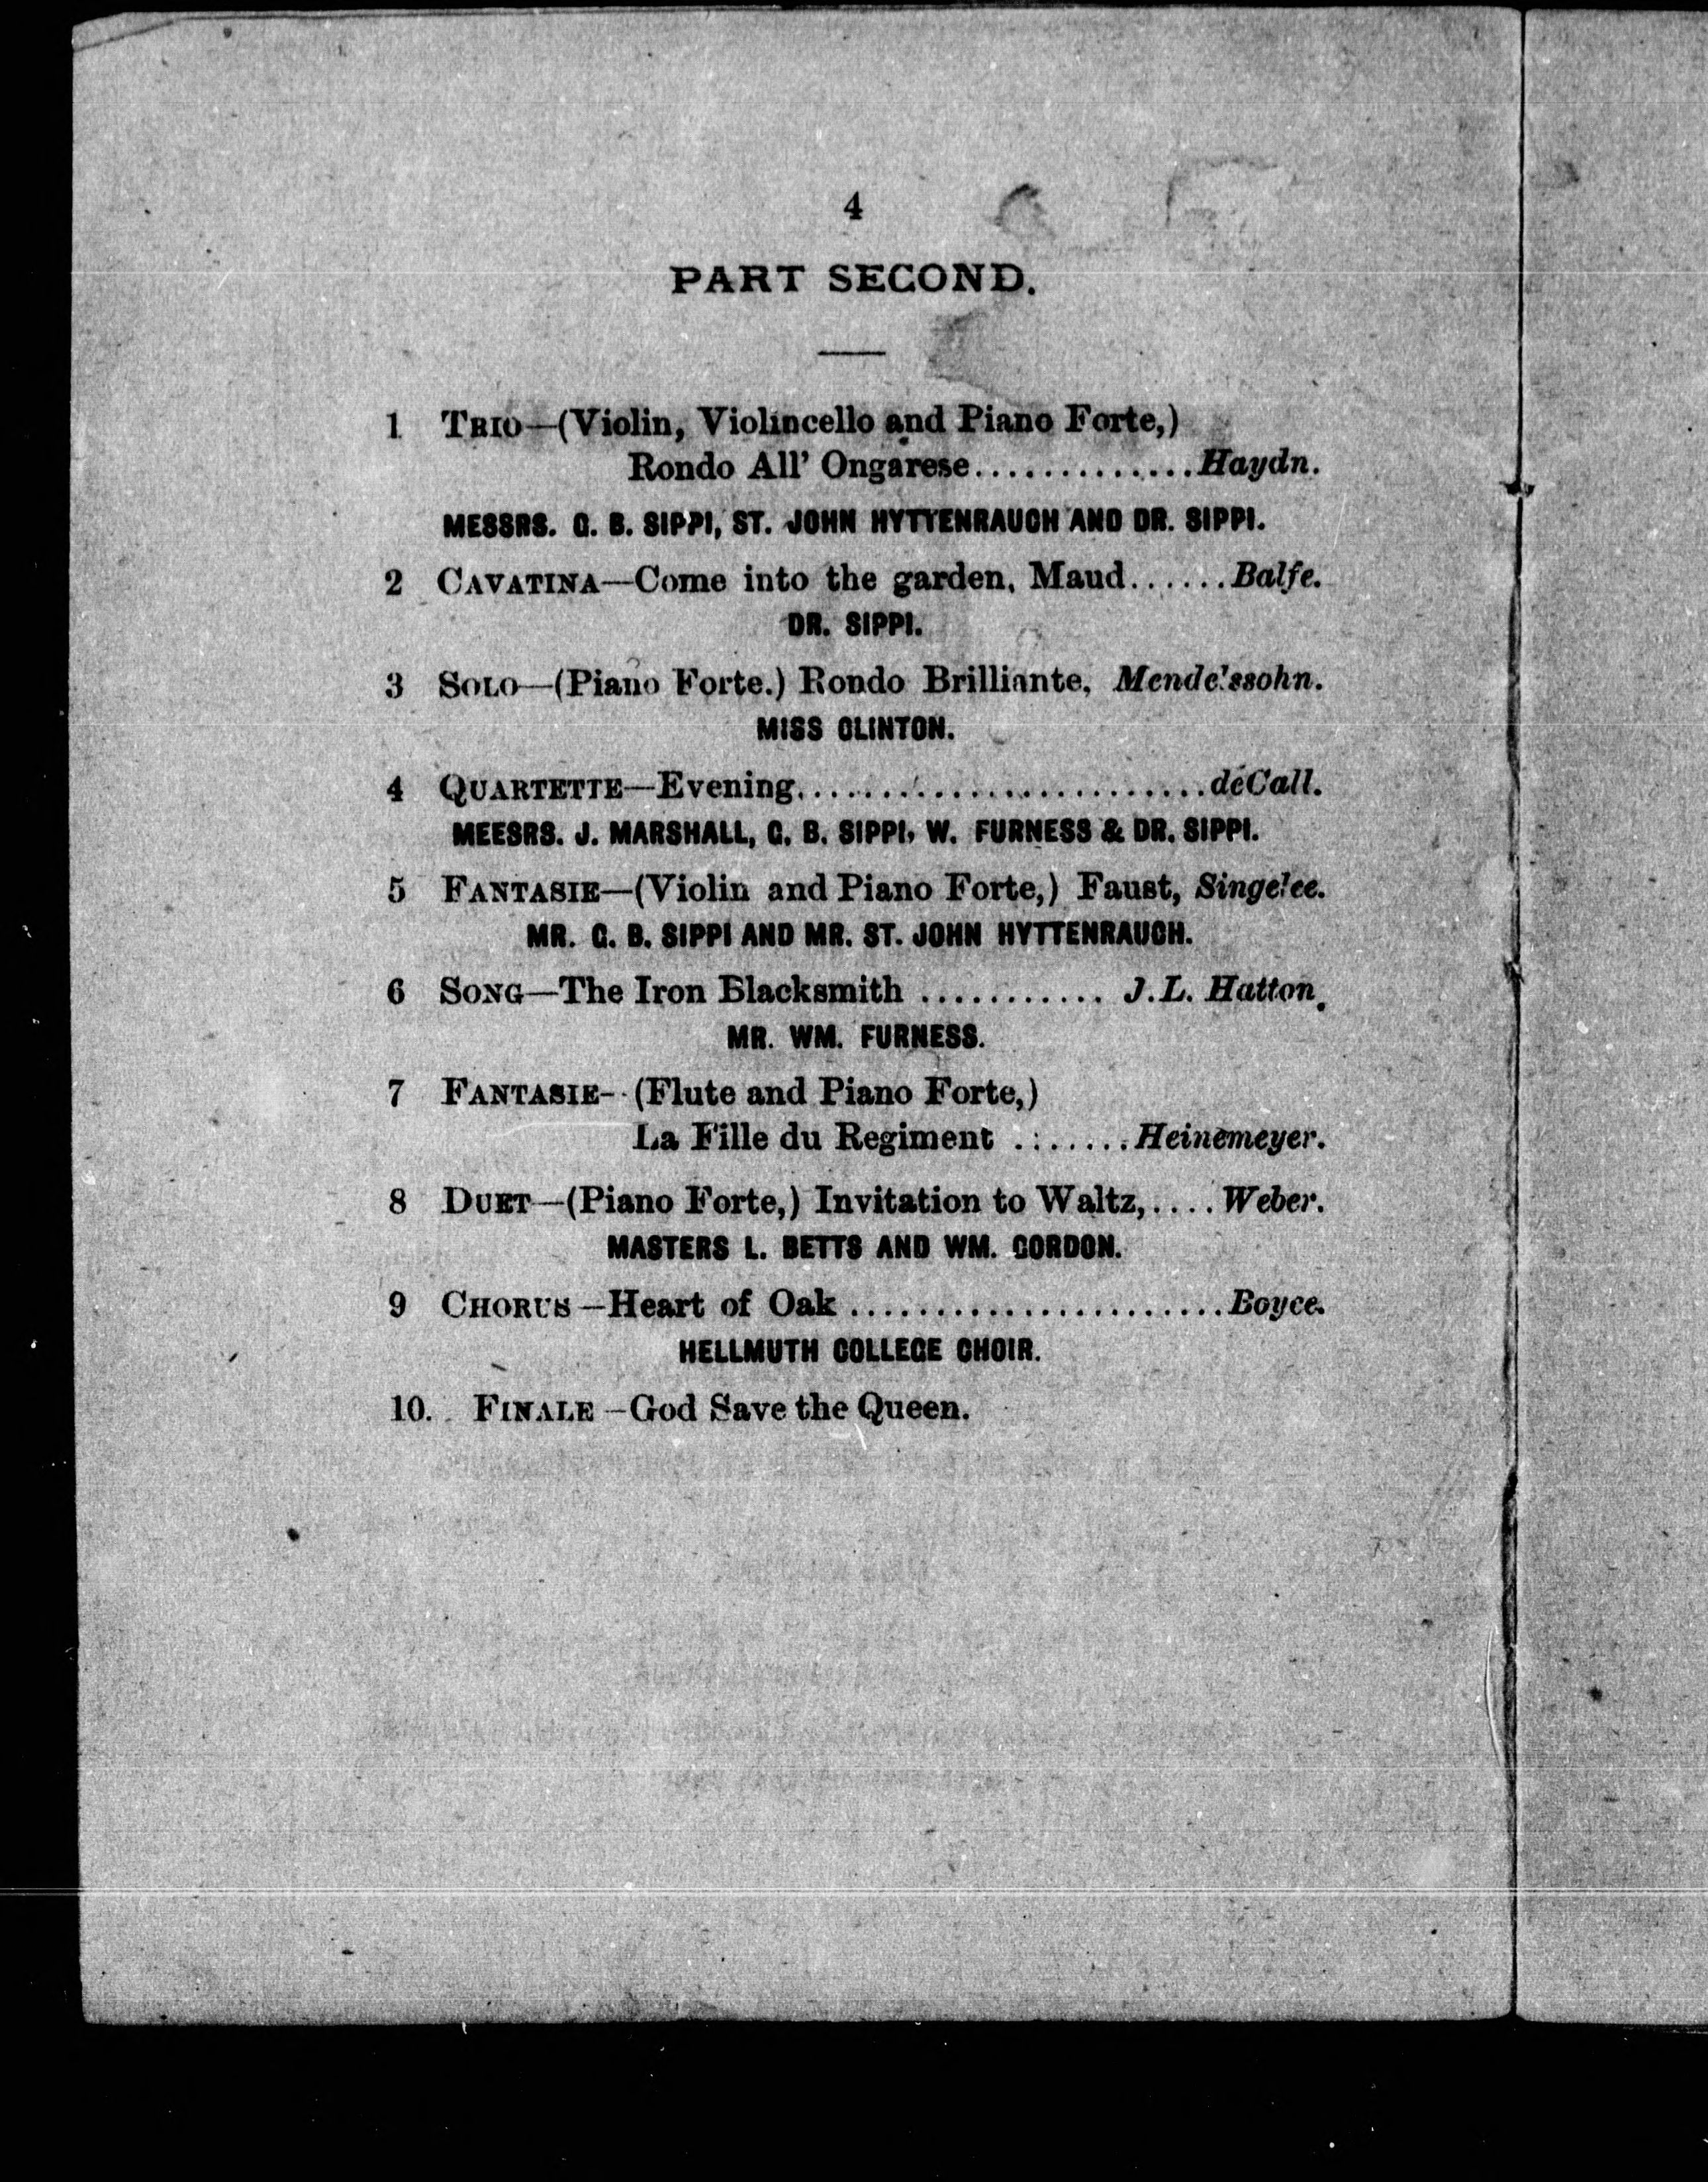 4
PART SECOND.
1 TRIO—(Violin, Violincello and Piano Forte,)
Rondo All' Ongarese.............Haydn.
MESSRS. G. B. SIPPI, ST. JOHN HYTTENRAUCH AND DR. SIPPI.
2 CAVATINA—Come into the garden, Maud......Balfe.
DR. SIPPI.
3 SOLO—(Piano Forte.) Rondo Brilliante, Mendelssohn.
MISS CLINTON.
4 QUARTETTE—Evening.........................deCall.
MEESRS. J. MARSHALL, G. B. SIPPI, W. FURNESS & DR. SIPPI.
5 FANTASIE—(Violin and Piano Forte,) Faust, Singelee.
MR. G. B. SIPPI AND MR. ST. JOHN HYTTENRAUCH.
6 SONG—The Iron Blacksmith ........... J.L. Hatton.
MR. WM. FURNESS.
7 FANTASIE--(Flute and Piano Forte,)
La Fille du Regiment ........Heinemeyer.
8 DUET—(Piano Forte,) Invitation to Waltz,....Weber.
MASTERS L. BETTS AND WM. GORDON.
9 CHORUS—Heart of Oak ......................Boyce.
HELLMUTH COLLEGE CHOIR.
10. FINALE—God Save the Queen.